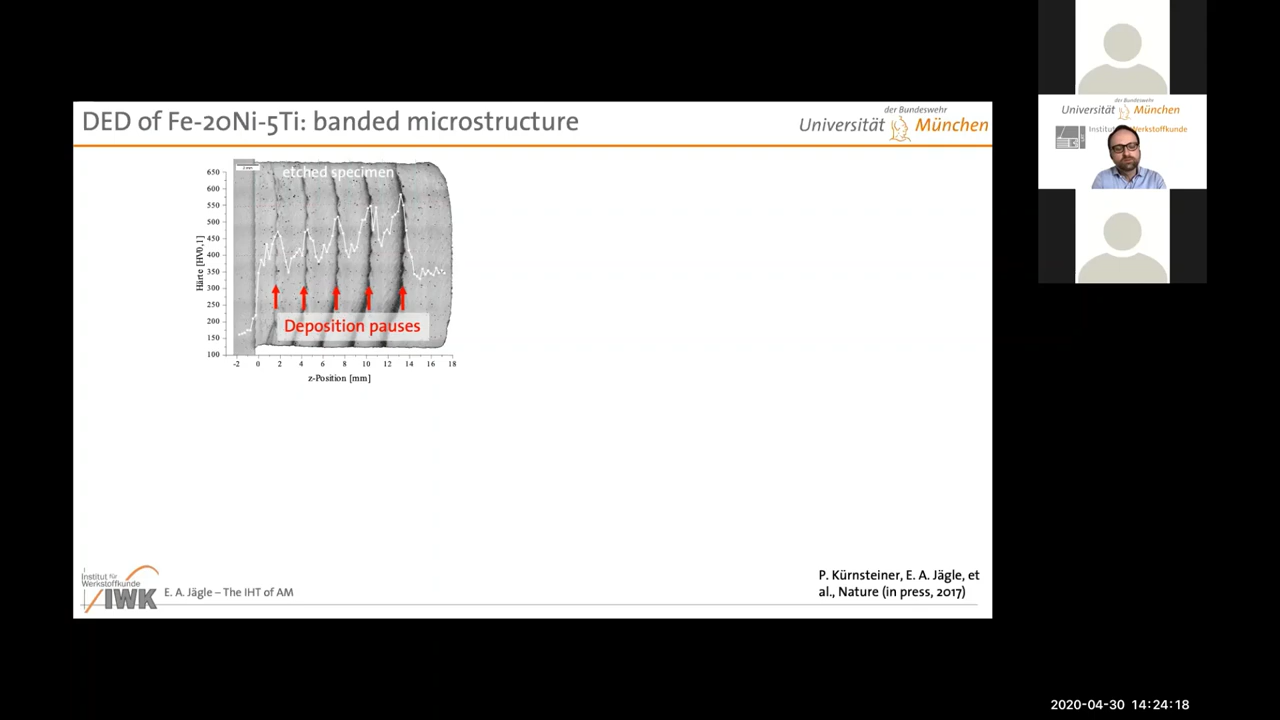 DED of Fe-20Ni-5Ti: banded microstructure
der Bundeswehr
Universität München
etched specimen
2 mm
650
600
550
500
450
400
350
300
250
200
150
100
Härte [HV0,1]
Deposition pauses
-2 0 2 4 6 8 10 12 14 16 18
z-Position [mm]
Institut für
Werkstoffkunde
IWK
E. A. Jägle – The IHT of AM
P. Kürnsteiner, E. A. Jägle, et
al., Nature (in press, 2017)
der Bundeswehr
Universität München
Institut Werkstoffkunde
2020-04-30 14:24:18